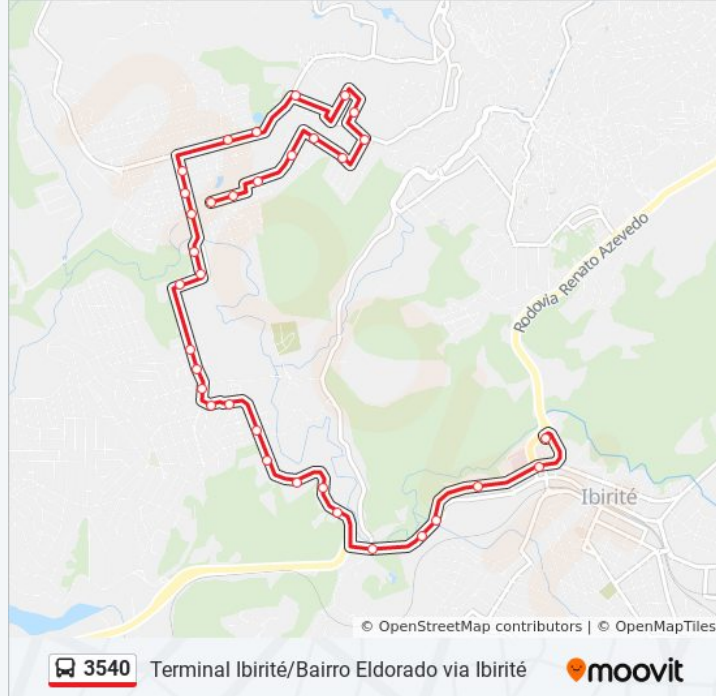 Rodovia Renato Azevedo
Ibirité
© OpenStreetMap contributors | © OpenMapTiles
3540 Terminal Ibirité/Bairro Eldorado via Ibirité moovit